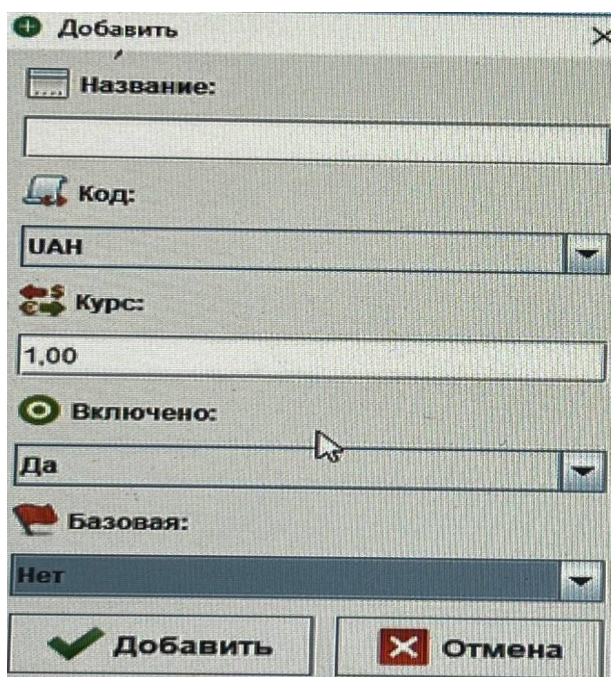 Добавить
Название:
Код:
UAH
Курс:
1,00
Включено:
Да
Базовая:
Нет
Добавить
Отмена